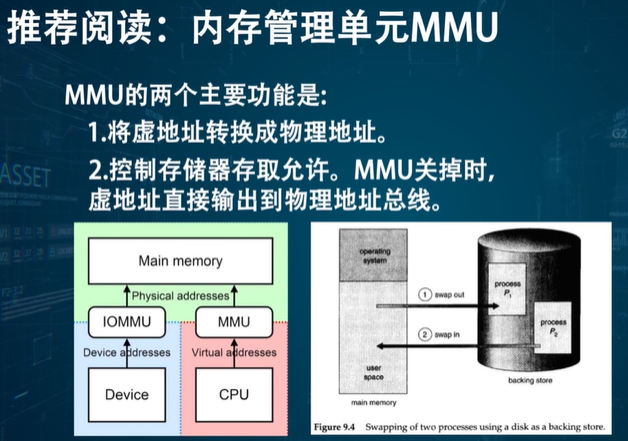 推荐阅读：内存管理单元MMU
MMU的两个主要功能是:
1.将虚地址转换成物理地址。
2.控制存储器存取允许。MMU关掉时,
虚地址直接输出到物理地址总线。
Main memory
Physical addresses
IOMMU
MMU
Device addresses
Virtual addresses
Device
CPU
operating
system
1 swap out
2 swap in
user
space
main memory
process
P1
process
P2
backing store
Figure 9.4 Swapping of two processes using a disk as a backing store.
ASSET